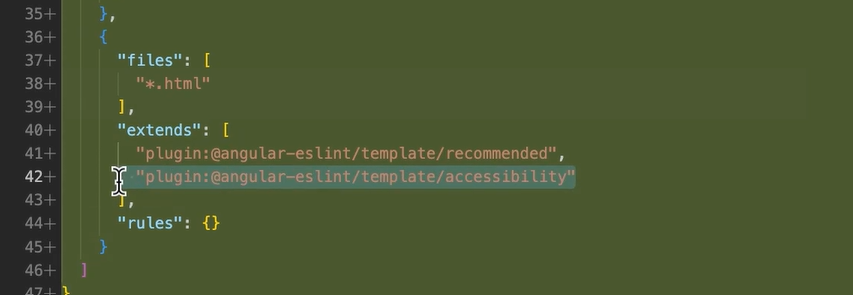 35+ },
36+ {
37+ "files": [
38+ "*.html"
39+ ],
40+ "extends": [
41+ "plugin:@angular-eslint/template/recommended",
42+ "plugin:@angular-eslint/template/accessibility"
43+ ],
44+ "rules": {}
45+ }
46+ ]
47+ }